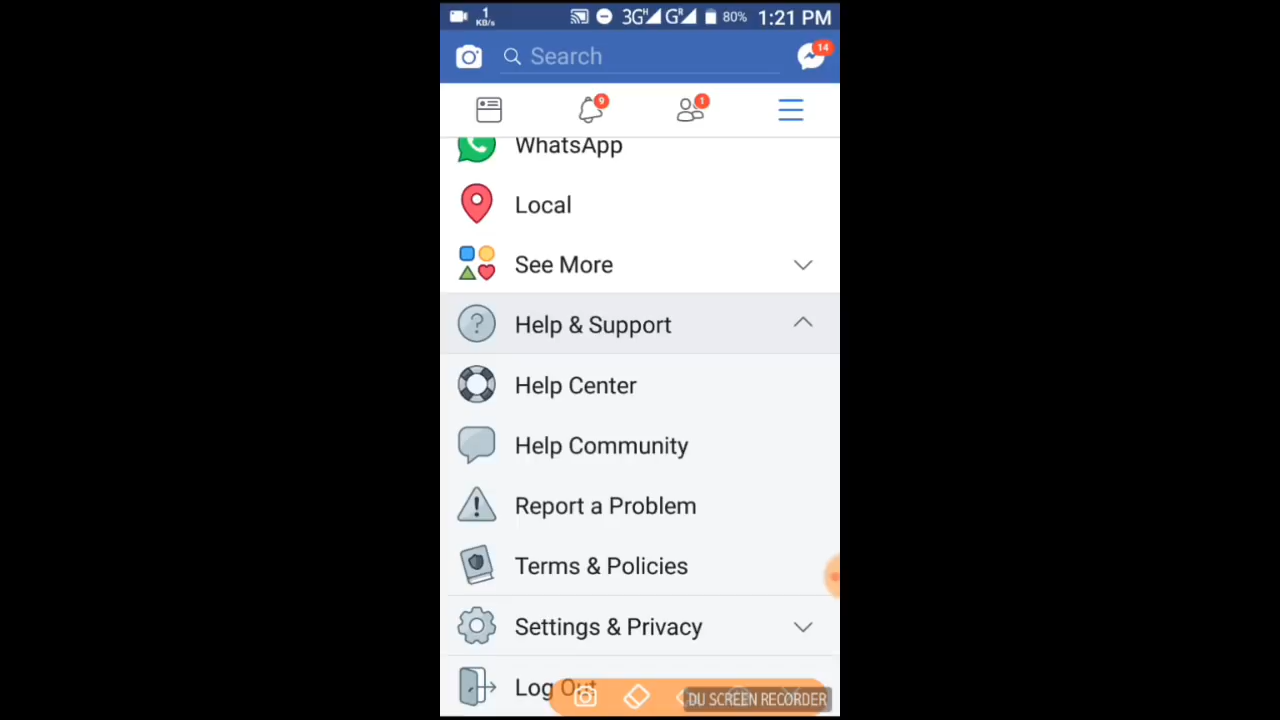 1
KB/s
3G H G R 80% 1:21 PM
Search
14
9
1
WhatsApp
Local
See More
? Help & Support
Help Center
Help Community
! Report a Problem
Terms & Policies
Settings & Privacy
Log Out
DU SCREEN RECORDER